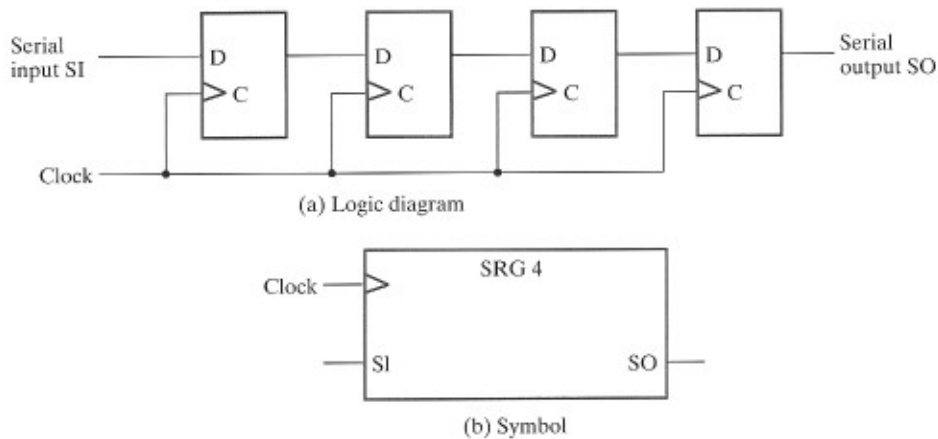 Serial
input SI
D
C
D
C
D
C
D
C
Serial
output SO
Clock
(a) Logic diagram
SRG 4
Clock
SI
SO
(b) Symbol